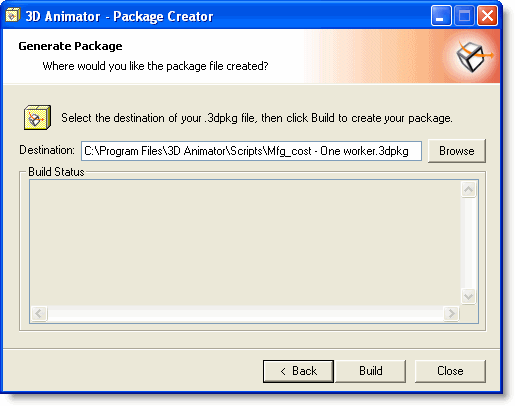 3D Animator - Package Creator
Generate Package
Where would you like the package file created?
Select the destination of your .3dpkg file, then click Build to create your package.
Destination: C:\Program Files\3D Animator\Scripts\Mfg_cost - One worker.3dpkg Browse
Build Status
< Back Build Close